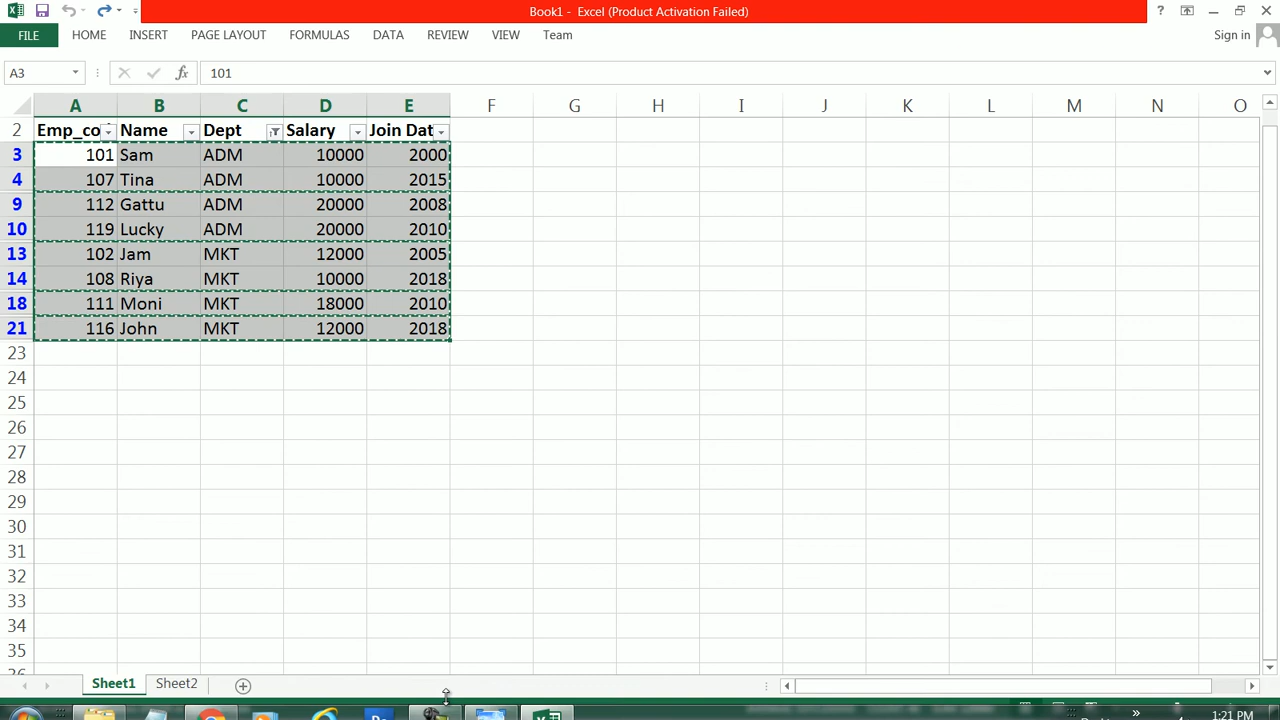 Book1 - Excel (Product Activation Failed)
?
FILE HOME INSERT PAGE LAYOUT FORMULAS DATA REVIEW VIEW Team Sign in
A3 fx 101
A B C D E F G H I J K L M N O
2 Emp_co Name Dept Salary Join Dat
3 101 Sam ADM 10000 2000
4 107 Tina ADM 10000 2015
9 112 Gattu ADM 20000 2008
10 119 Lucky ADM 20000 2010
13 102 Jam MKT 12000 2005
14 108 Riya MKT 10000 2018
18 111 Moni MKT 18000 2010
21 116 John MKT 12000 2018
23
24
25
26
27
28
29
30
31
32
33
34
35
36
Sheet1 Sheet2
1:21 PM